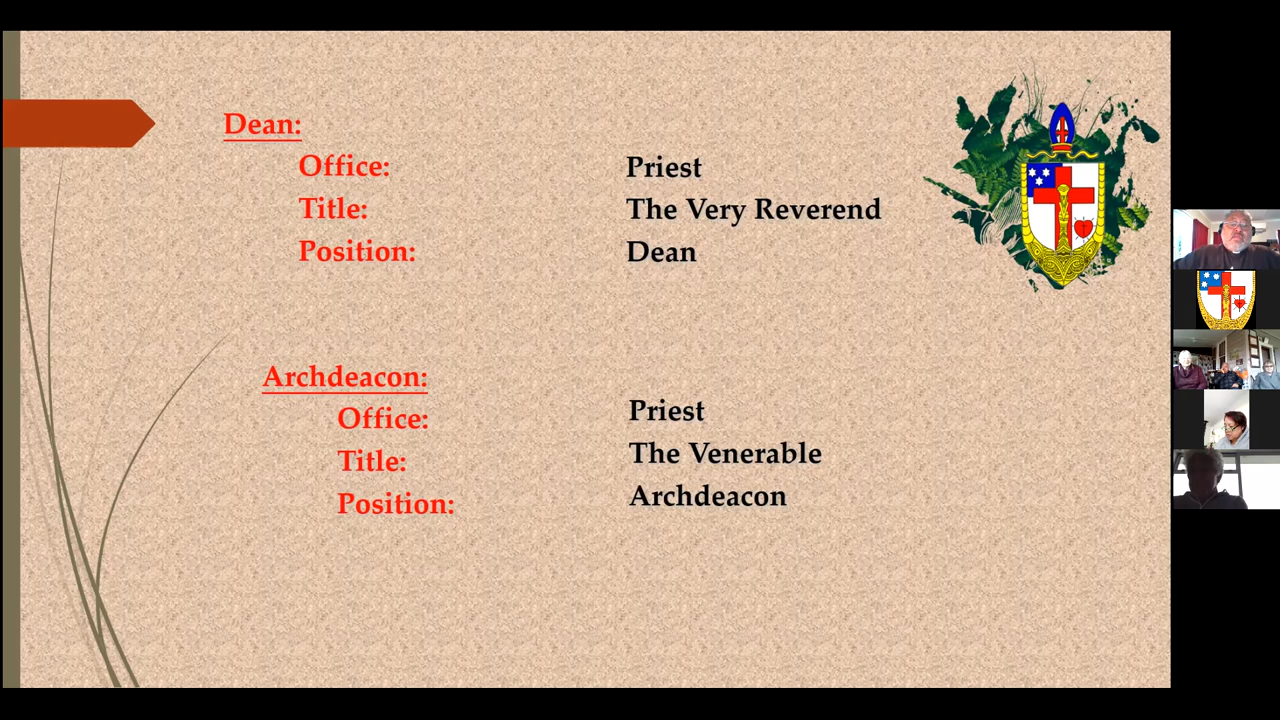 Dean:
Office: Priest
Title: The Very Reverend
Position: Dean
Archdeacon:
Office: Priest
Title: The Venerable
Position: Archdeacon